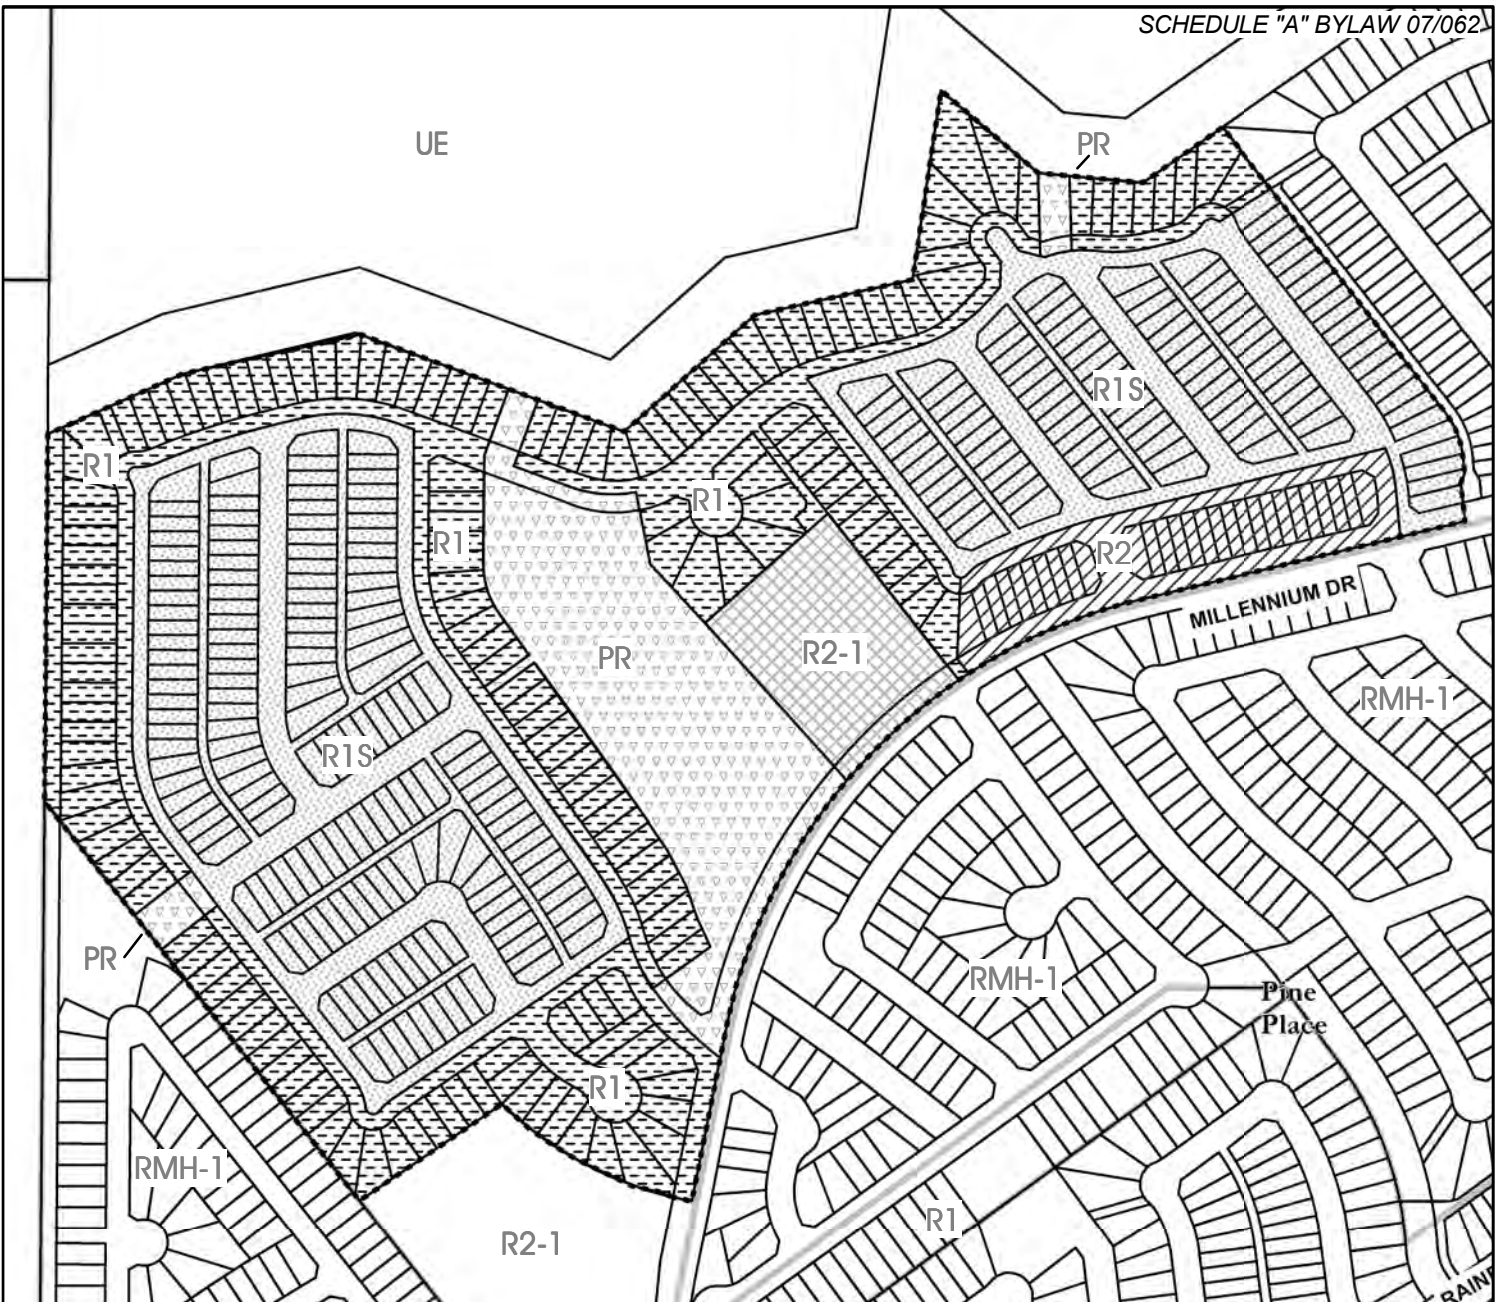 SCHEDULE "A" BYLAW 07/062
UE
PR
R1S
R1
R1
R1
R2
MILLENNIUM DR
PR
R2-1
RMH-1
R1S
PR
RMH-1
Pine
Place
R1
RMH-1
R1
R2-1